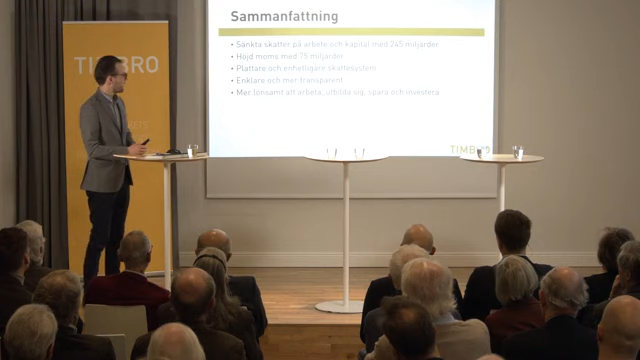 TIMBRO
Sammanfattning
• Sänkta skatter på arbete och kapital med 245 miljarder
• Höjd moms med 75 miljarder
• Plattare och enhetligare skattesystem
• Enklare och mer transparent
• Mer lönsamt att arbeta, utbilda sig, spara och investera
TIMBRO